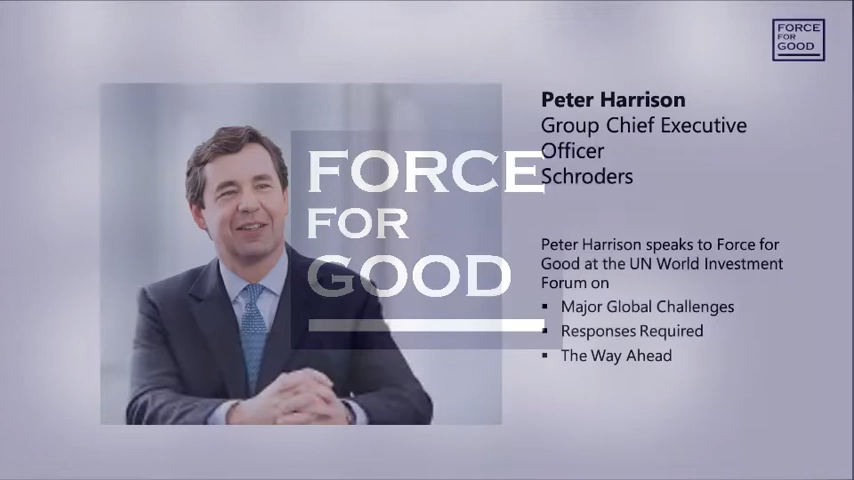 FORCE
FOR
GOOD
Peter Harrison
Group Chief Executive
Officer
Schroders
FORCE
FOR
GOOD
Peter Harrison speaks to Force for
Good at the UN World Investment
Forum on
▪ Major Global Challenges
▪ Responses Required
▪ The Way Ahead